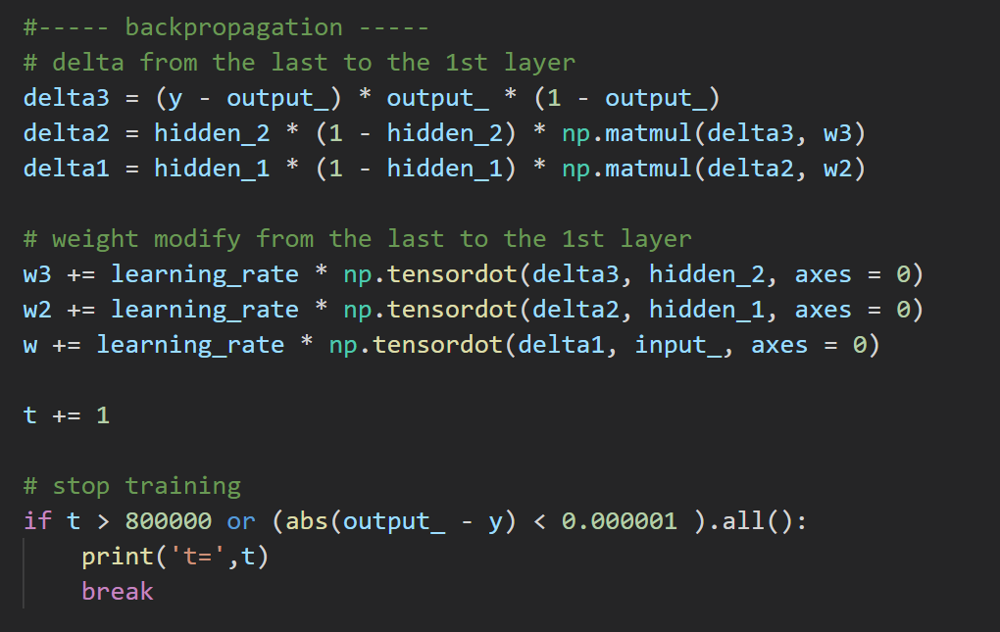 #----- backpropagation -----
# delta from the last to the 1st layer
delta3 = (y - output_) * output_ * (1 - output_)
delta2 = hidden_2 * (1 - hidden_2) * np.matmul(delta3, w3)
delta1 = hidden_1 * (1 - hidden_1) * np.matmul(delta2, w2)
# weight modify from the last to the 1st layer
w3 += learning_rate * np.tensordot(delta3, hidden_2, axes = 0)
w2 += learning_rate * np.tensordot(delta2, hidden_1, axes = 0)
w += learning_rate * np.tensordot(delta1, input_, axes = 0)
t += 1
# stop training
if t > 800000 or (abs(output_ - y) < 0.000001 ).all():
    print('t=',t)
    break